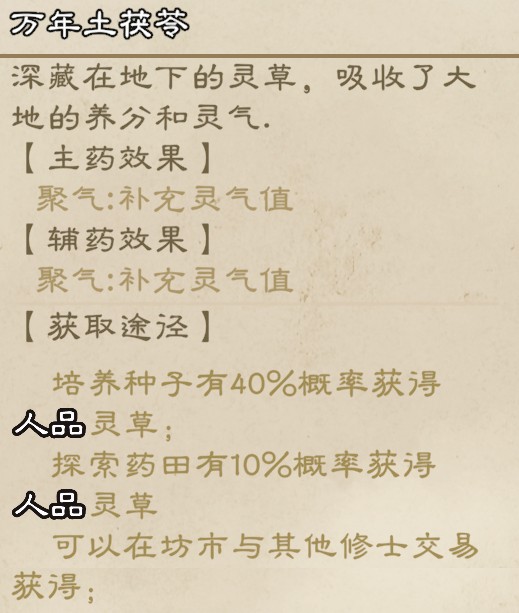 万年土茯苓
深藏在地下的灵草，吸收了大
地的养分和灵气.
【主药效果】
聚气:补充灵气值
【辅药效果】
聚气:补充灵气值
【获取途径】
培养种子有40%概率获得
人品灵草；
探索药田有10%概率获得
人品灵草
可以在坊市与其他修士交易
获得；